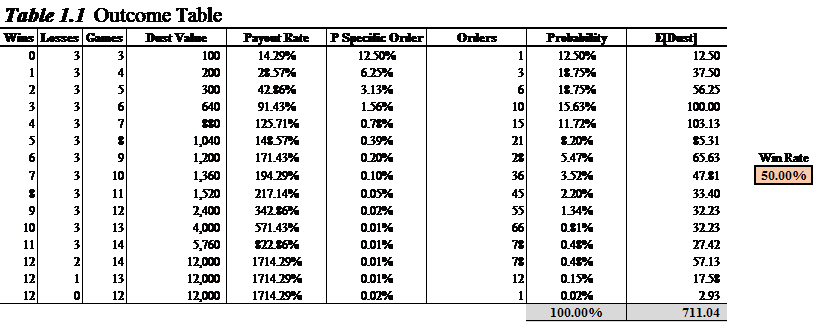 Table 1.1 Outcome Table
Wins Losses Games Dust Value Payout Rate P Specific Order Orders Probability E[Dust]
0 3 3 100 14.29% 12.50% 1 12.50% 12.50
1 3 4 200 28.57% 6.25% 3 18.75% 37.50
2 3 5 300 42.86% 3.13% 6 18.75% 56.25
3 3 6 640 91.43% 1.56% 10 15.63% 100.00
4 3 7 880 125.71% 0.78% 15 11.72% 103.13
5 3 8 1,040 148.57% 0.39% 21 8.20% 85.31
6 3 9 1,200 171.43% 0.20% 28 5.47% 65.63
Win Rate
7 3 10 1,360 194.29% 0.10% 36 3.52% 47.81
50.00%
8 3 11 1,520 217.14% 0.05% 45 2.20% 33.40
9 3 12 2,400 342.86% 0.02% 55 1.34% 32.23
10 3 13 4,000 571.43% 0.01% 66 0.81% 32.23
11 3 14 5,760 822.86% 0.01% 78 0.48% 27.42
12 2 14 12,000 1714.29% 0.01% 78 0.48% 57.13
12 1 13 12,000 1714.29% 0.01% 12 0.15% 17.58
12 0 12 12,000 1714.29% 0.02% 1 0.02% 2.93
100.00% 711.04